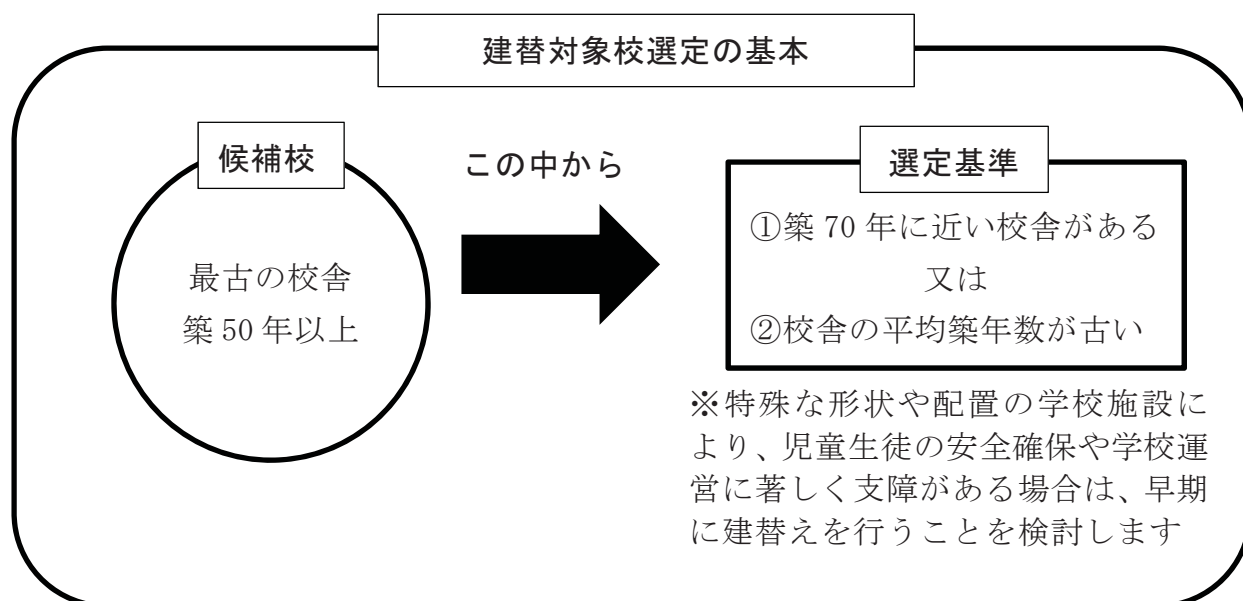 建替対象校選定の基本
候補校
最古の校舎
築 50 年以上
この中から
選定基準
①築 70 年に近い校舎がある
又は
②校舎の平均築年数が古い
※特殊な形状や配置の学校施設に
より、児童生徒の安全確保や学校運
営に著しく支障がある場合は、早期
に建替えを行うことを検討します